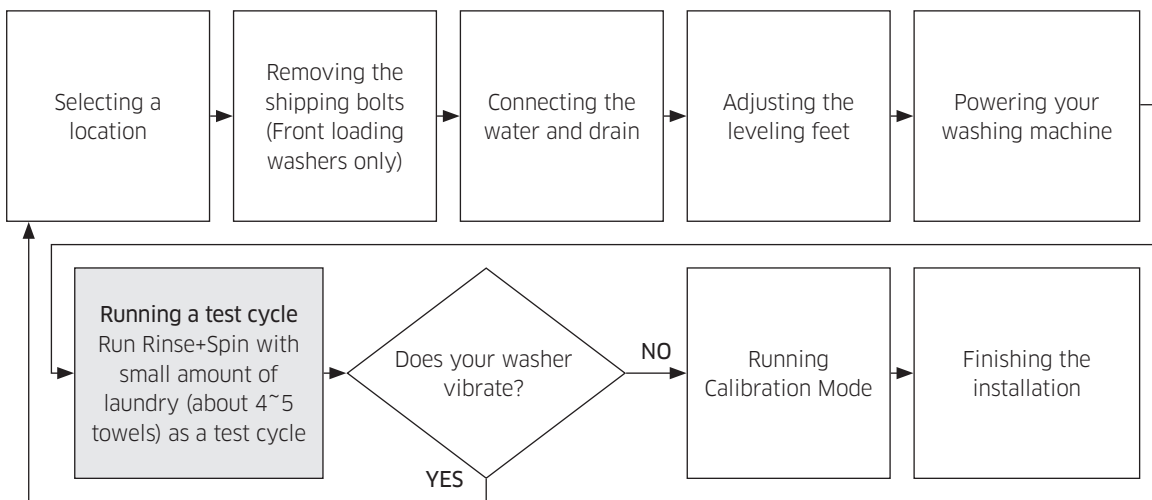 Selecting a
location
Removing the
shipping bolts
(Front loading
washers only)
Connecting the
water and drain
Adjusting the
leveling feet
Powering your
washing machine
Running a test cycle
Run Rinse+Spin with
small amount of
laundry (about 4~5
towels) as a test cycle
Does your washer
vibrate?
NO
YES
Running
Calibration Mode
Finishing the
installation